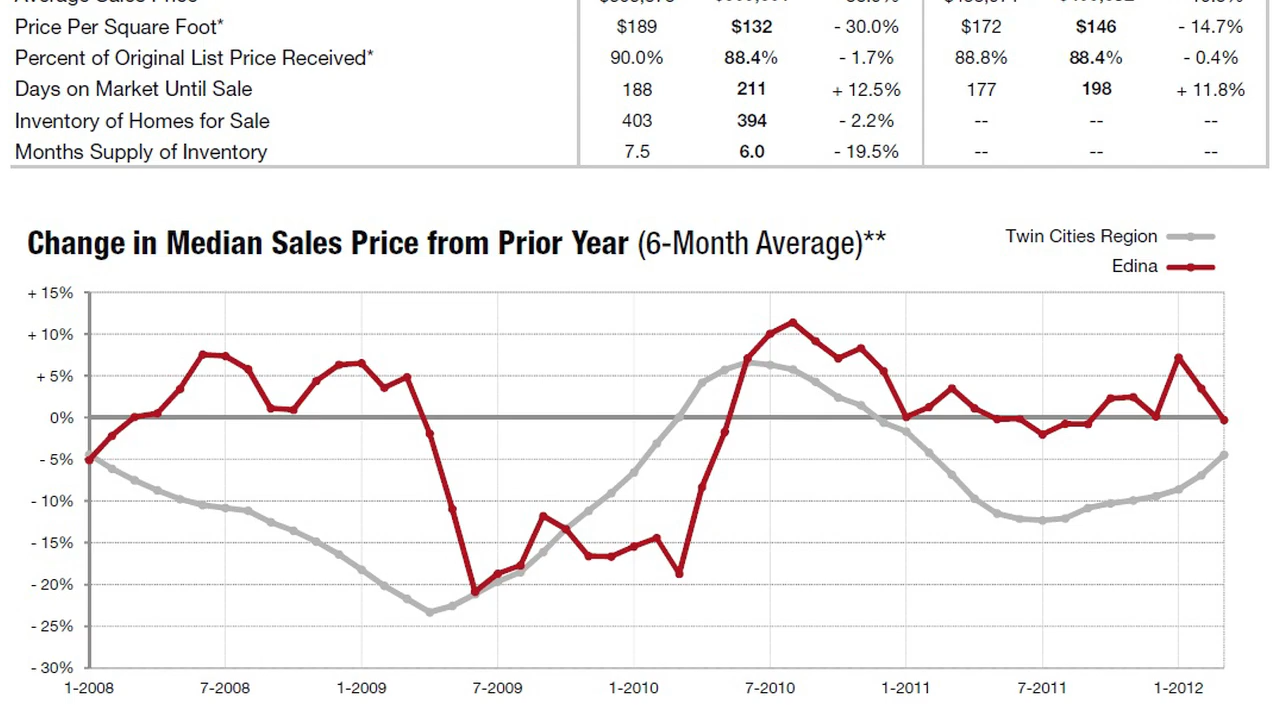 Price Per Square Foot* $189 $132 - 30.0% $172 $146 - 14.7%
Percent of Original List Price Received* 90.0% 88.4% - 1.7% 88.8% 88.4% - 0.4%
Days on Market Until Sale 188 211 + 12.5% 177 198 + 11.8%
Inventory of Homes for Sale 403 394 - 2.2% -- -- --
Months Supply of Inventory 7.5 6.0 - 19.5% -- -- --
Change in Median Sales Price from Prior Year (6-Month Average)**
Twin Cities Region
Edina
+ 15%
+ 10%
+ 5%
0%
- 5%
- 10%
- 15%
- 20%
- 25%
- 30%
1-2008 7-2008 1-2009 7-2009 1-2010 7-2010 1-2011 7-2011 1-2012